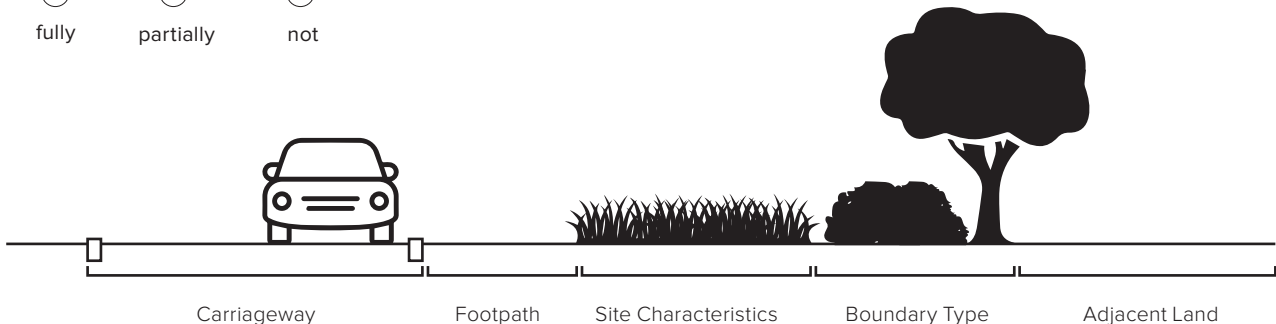 fully partially not
Carriageway Footpath Site Characteristics Boundary Type Adjacent Land